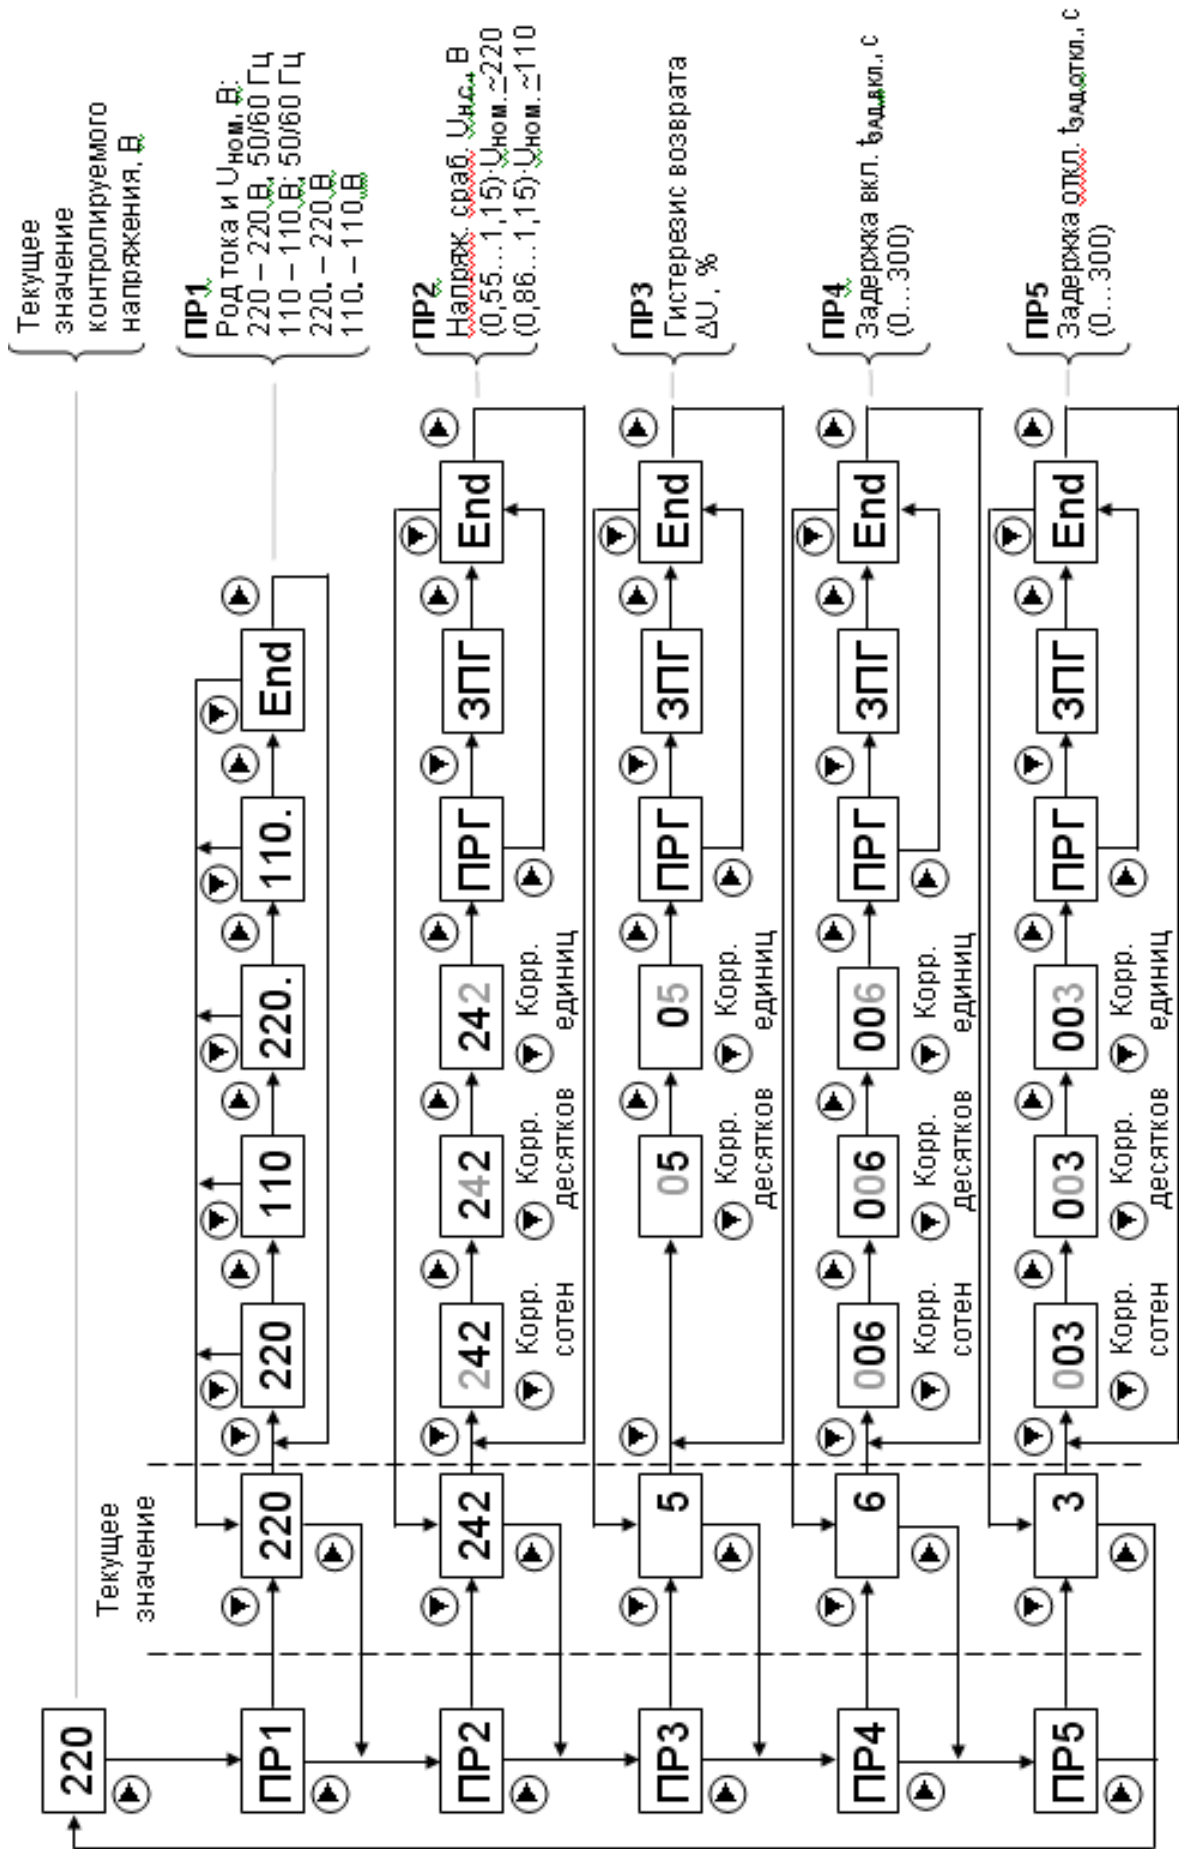 220
Текущее
значение
контролируемого
напряжения, В
Текущее
значение
ПР1
220
220
110
220.
110.
End
ПР1
Род тока и Uном, В:
220 – 220 В, 50/60 Гц
110 – 110 В; 50/60 Гц
220. – 220 В
110. – 110 В
ПР2
242
242
242
242
ПРГ
ЗПГ
End
Корр.
сотен
Корр.
десятков
Корр.
единиц
ПР2
Напряж. сраб. Uн.с., В
(0,55...1,15)·Uном. ~220
(0,86...1,15)·Uном. ~110
ПР3
5
05
05
ПРГ
ЗПГ
End
Корр.
десятков
Корр.
единиц
ПР3
Гистерезис возврата
ΔU, %
ПР4
6
006
006
006
ПРГ
ЗПГ
End
Корр.
сотен
Корр.
десятков
Корр.
единиц
ПР4
Задержка вкл. tзад.вкл., с
(0...300)
ПР5
3
003
003
003
ПРГ
ЗПГ
End
Корр.
сотен
Корр.
десятков
Корр.
единиц
ПР5
Задержка откл. tзад.откл., с
(0...300)